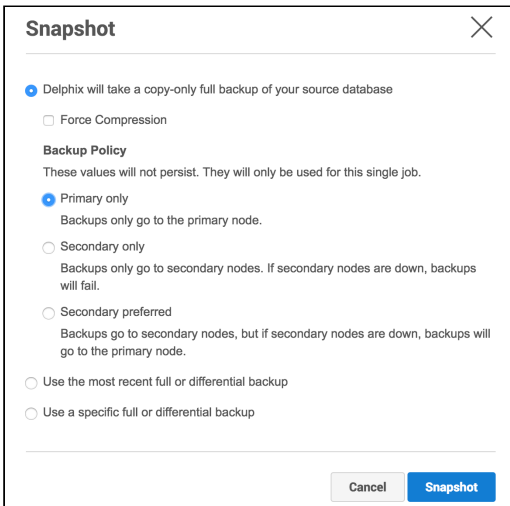 Snapshot
Delphix will take a copy-only full backup of your source database
Force Compression
Backup Policy
These values will not persist. They will only be used for this single job.
Primary only
Backups only go to the primary node.
Secondary only
Backups only go to secondary nodes. If secondary nodes are down, backups
will fail.
Secondary preferred
Backups go to secondary nodes, but if secondary nodes are down, backups will
go to the primary node.
Use the most recent full or differential backup
Use a specific full or differential backup
Cancel
Snapshot